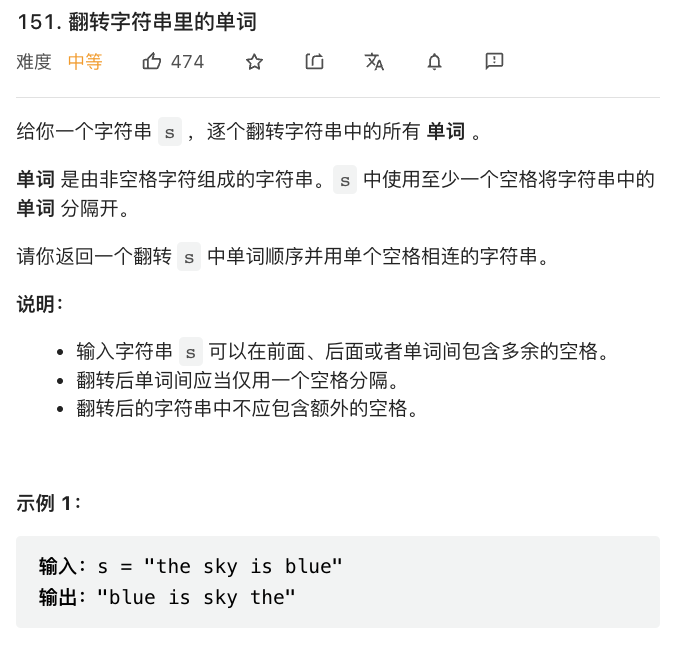 151. 翻转字符串里的单词
难度 中等 474
给你一个字符串 s ，逐个翻转字符串中的所有 单词 。
单词 是由非空格字符组成的字符串。s 中使用至少一个空格将字符串中的
单词 分隔开。
请你返回一个翻转 s 中单词顺序并用单个空格相连的字符串。
说明：
• 输入字符串 s 可以在前面、后面或者单词间包含多余的空格。
• 翻转后单词间应当仅用一个空格分隔。
• 翻转后的字符串中不应包含额外的空格。
示例 1：
输入：s = "the sky is blue"
输出："blue is sky the"